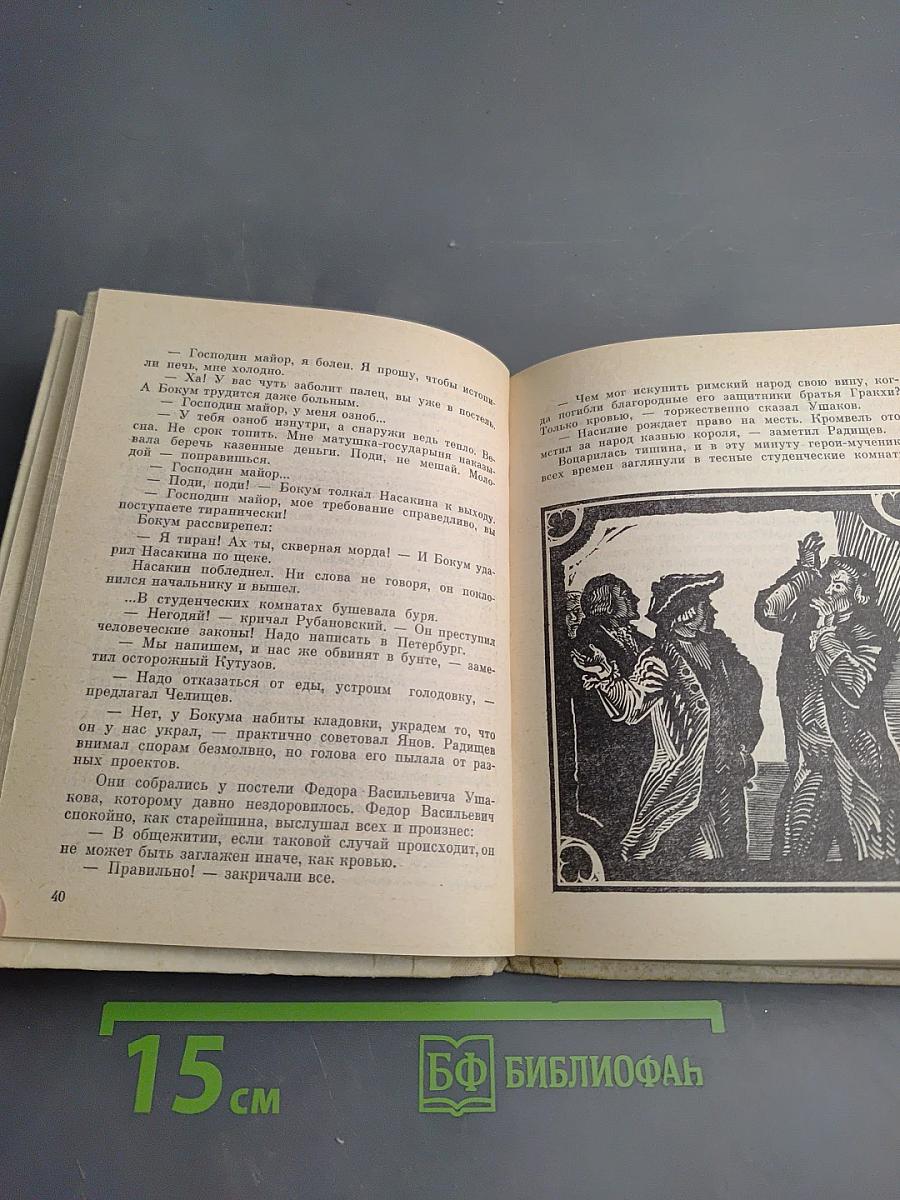 — Господин майор, я болен. Я прошу, чтобы истопи-
ли печь, мне холодно.
— Ха! У вас чуть заболит палец, вы уже в постель.
А Бокум трудится даже больным.
— Господин майор, у меня озноб...
— У тебя озноб изнутри, а снаружи ведь тепло. Ве-
сна. Не срок топить. Мне матушка-государыня наказы-
вала беречь казенные деньги. Поди, не мешай. Моло-
дой — поправишься.
— Господин майор...
— Поди, поди! — Бокум толкал Насакина к выходу.
— Господин майор, мое требование справедливо, вы
поступаете тиранически!
Бокум рассвирепел:
— Я тиран! Ах ты, скверная морда! — И Бокум уда-
рил Насакина по щеке.
Насакин побледнел. Ни слова не говоря, он покло-
нился начальнику и вышел.
...В студенческих комнатах бушевала буря.
— Негодяй! — кричал Рубановский. — Он преступил
человеческие законы! Надо написать в Петербург.
— Мы напишем, и нас же обвинят в бунте, — заме-
тил осторожный Кутузов.
— Надо отказаться от еды, устроим голодовку, —
предлагал Челищев.
— Нет, у Бокума набиты кладовки, украдем то, что
он у нас украл, — практично советовал Янов. Радищев
внимал спорам безмолвно, но голова его пылала от раз-
ных проектов.
Они собрались у постели Федора Васильевича Уша-
кова, которому давно нездоровилось. Федор Васильевич
спокойно, как старейшина, выслушал всех и произнес:
— В общежитии, если таковой случай происходит, он
не может быть заглажен иначе, как кровью.
— Правильно! — закричали все.
40
— Чем мог искупить римский народ свою вину, ког-
да погибли благородные его защитники братья Гракхи?
Только кровью, — торжественно сказал Ушаков.
— Насилие рождает право на месть. Кромвель ото-
мстил за народ казнью короля, — заметил Радищев.
Воцарилась тишина, и в эту минуту герои-мученик
всех времен заглянули в тесные студенческие комнат
15 см
БФ БИБЛИОФАН